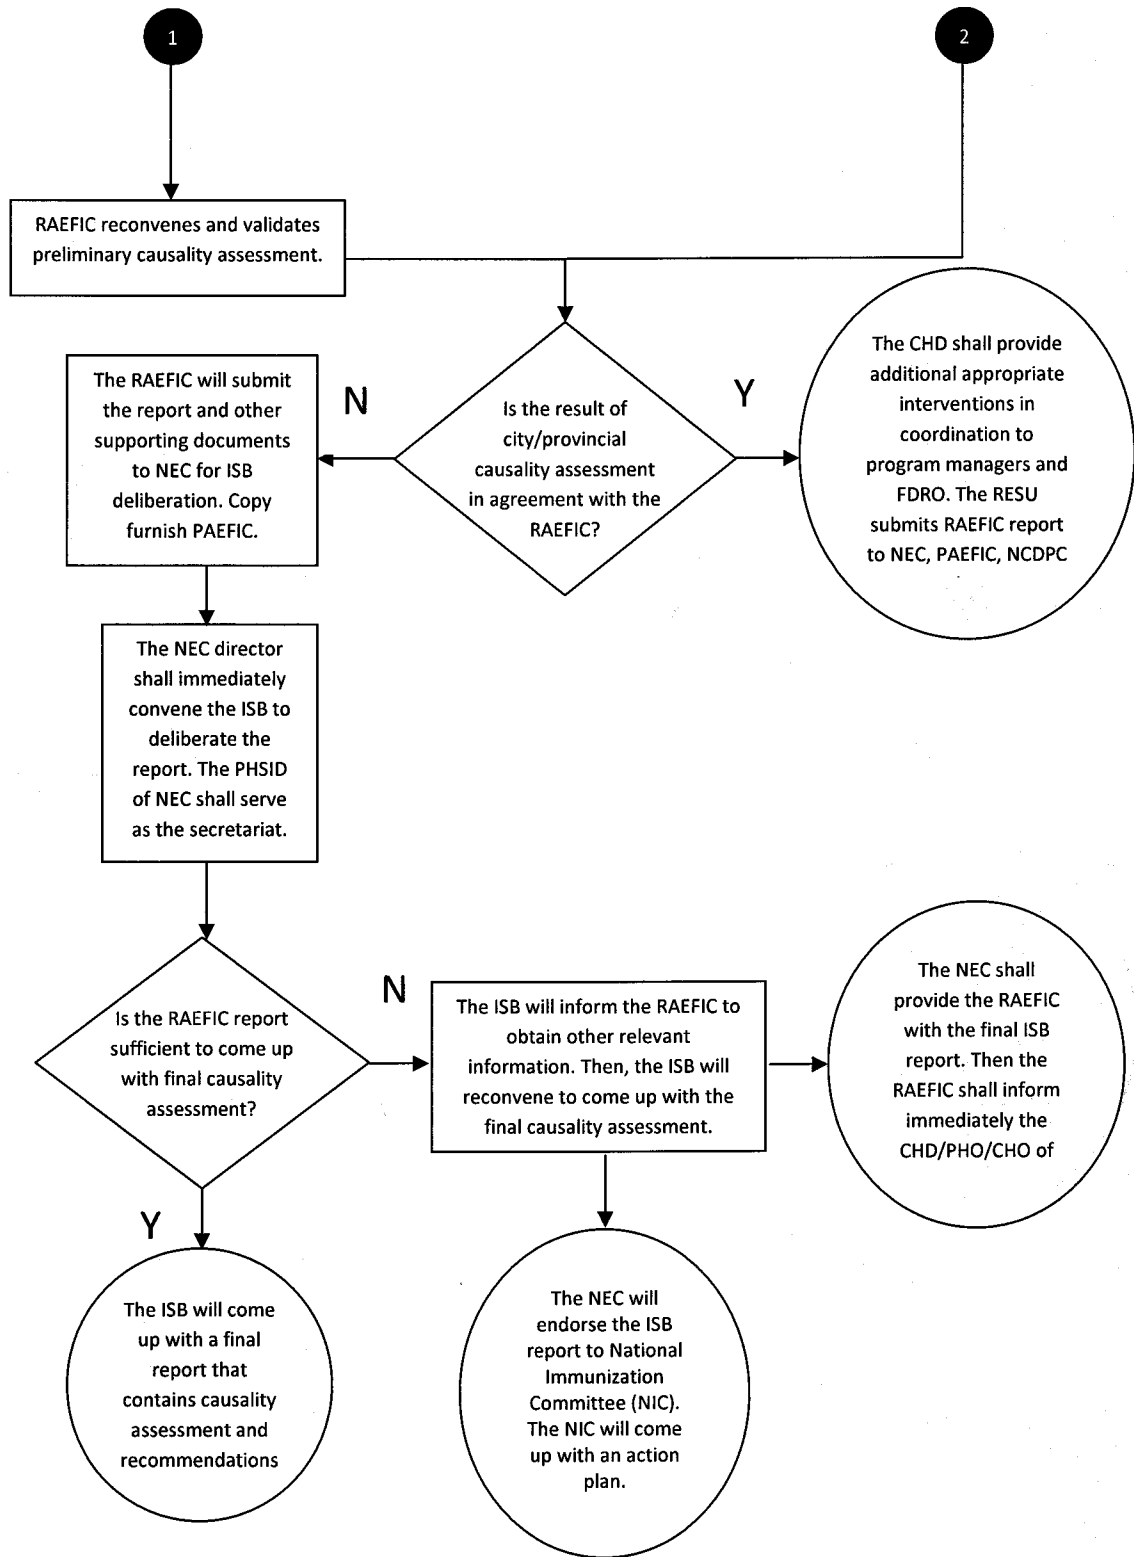 1
2
RAEFIC reconvenes and validates
preliminary causality assessment.
The RAEFIC will submit
the report and other
supporting documents
to NEC for ISB
deliberation. Copy
furnish PAEFIC.
N
Is the result of
city/provincial
causality assessment
in agreement with the
RAEFIC?
Y
The CHD shall provide
additional appropriate
interventions in
coordination to
program managers and
FDRO. The RESU
submits RAEFIC report
to NEC, PAEFIC, NCDPC
The NEC director
shall immediately
convene the ISB to
deliberate the
report. The PHSID
of NEC shall serve
as the secretariat.
Is the RAEFIC report
sufficient to come up
with final causality
assessment?
N
The ISB will inform the RAEFIC to
obtain other relevant
information. Then, the ISB will
reconvene to come up with the
final causality assessment.
The NEC shall
provide the RAEFIC
with the final ISB
report. Then the
RAEFIC shall inform
immediately the
CHD/PHO/CHO of
Y
The ISB will come
up with a final
report that
contains causality
assessment and
recommendations
The NEC will
endorse the ISB
report to National
Immunization
Committee (NIC).
The NIC will come
up with an action
plan.